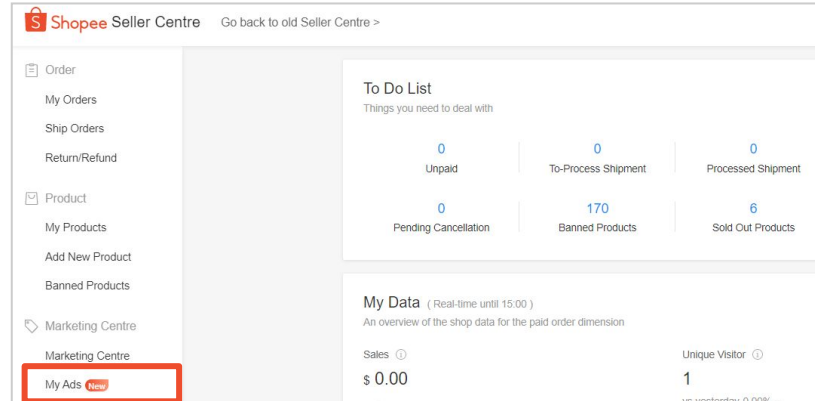 Shopee Seller Centre Go back to old Seller Centre >
Order
My Orders
Ship Orders
Return/Refund
Product
My Products
Add New Product
Banned Products
Marketing Centre
Marketing Centre
My Ads New
To Do List
Things you need to deal with
0 0 0
Unpaid To-Process Shipment Processed Shipment
0 170 6
Pending Cancellation Banned Products Sold Out Products
My Data ( Real-time until 15:00 )
An overview of the shop data for the paid order dimension
Sales Unique Visitor
$ 0.00 1
vs yesterday 0.00%